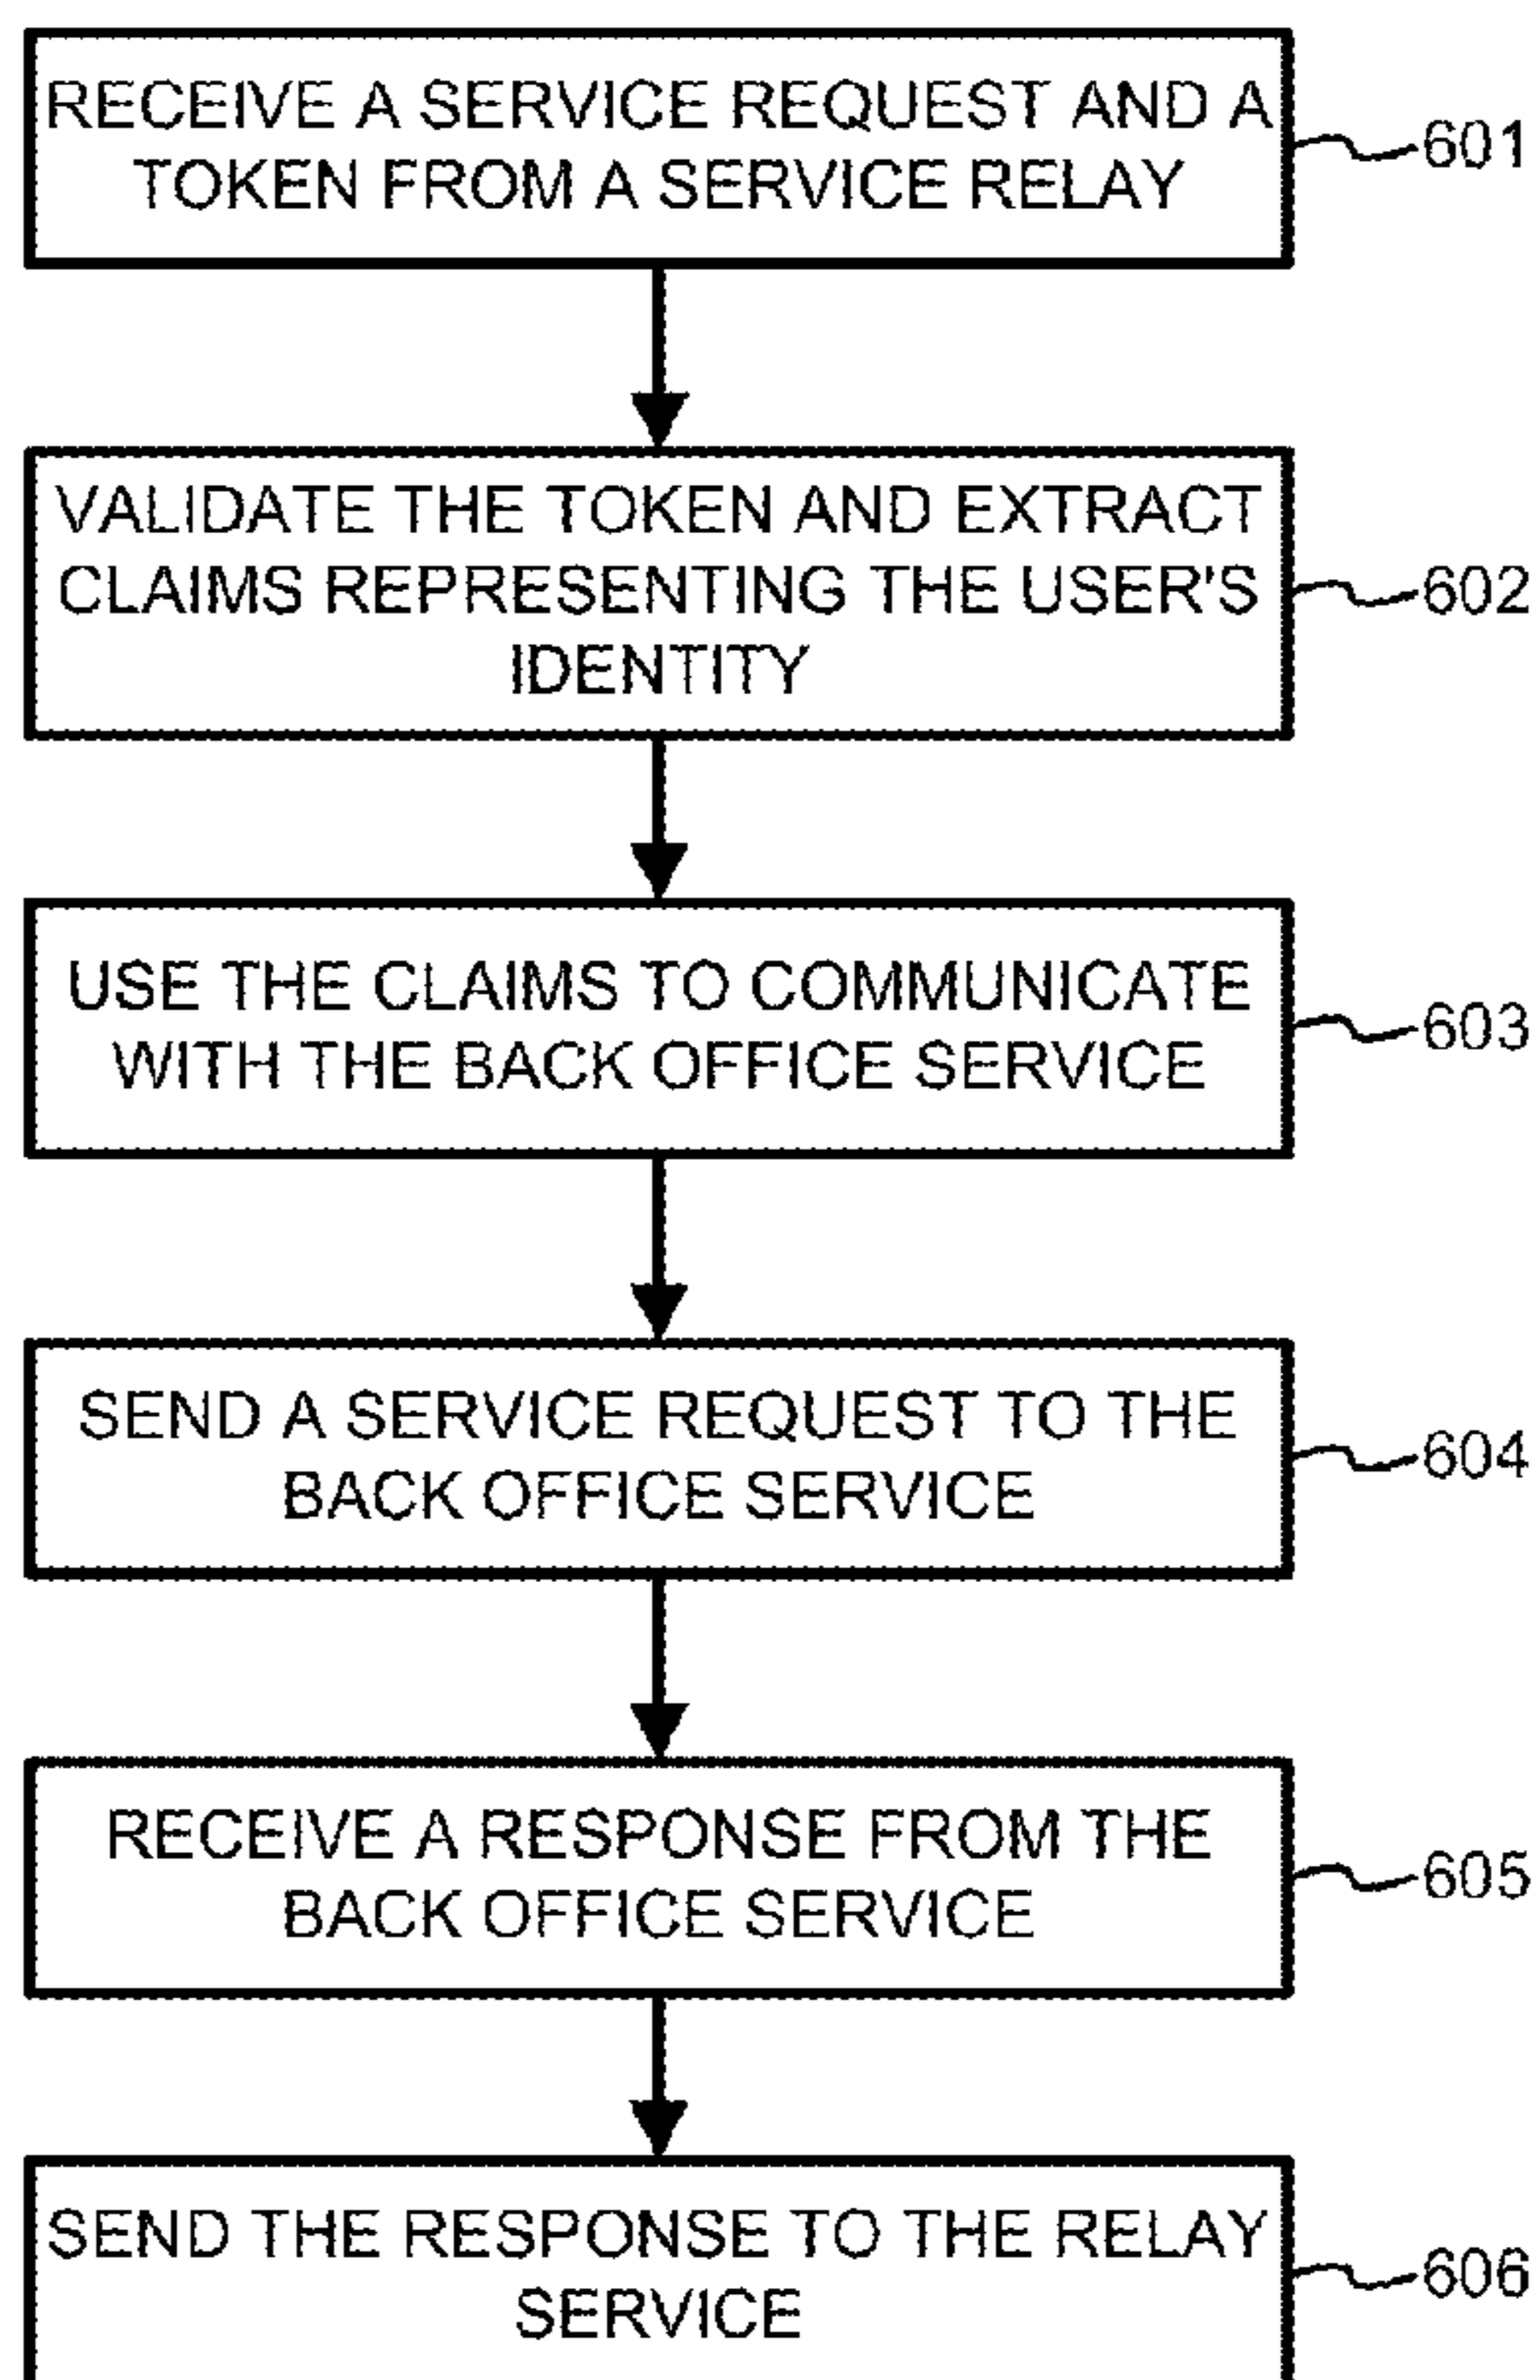 RECEIVE A SERVICE REQUEST AND A
TOKEN FROM A SERVICE RELAY
601
VALIDATE THE TOKEN AND EXTRACT
CLAIMS REPRESENTING THE USER'S
IDENTITY
602
USE THE CLAIMS TO COMMUNICATE
WITH THE BACK OFFICE SERVICE
603
SEND A SERVICE REQUEST TO THE
BACK OFFICE SERVICE
604
RECEIVE A RESPONSE FROM THE
BACK OFFICE SERVICE
605
SEND THE RESPONSE TO THE RELAY
SERVICE
606